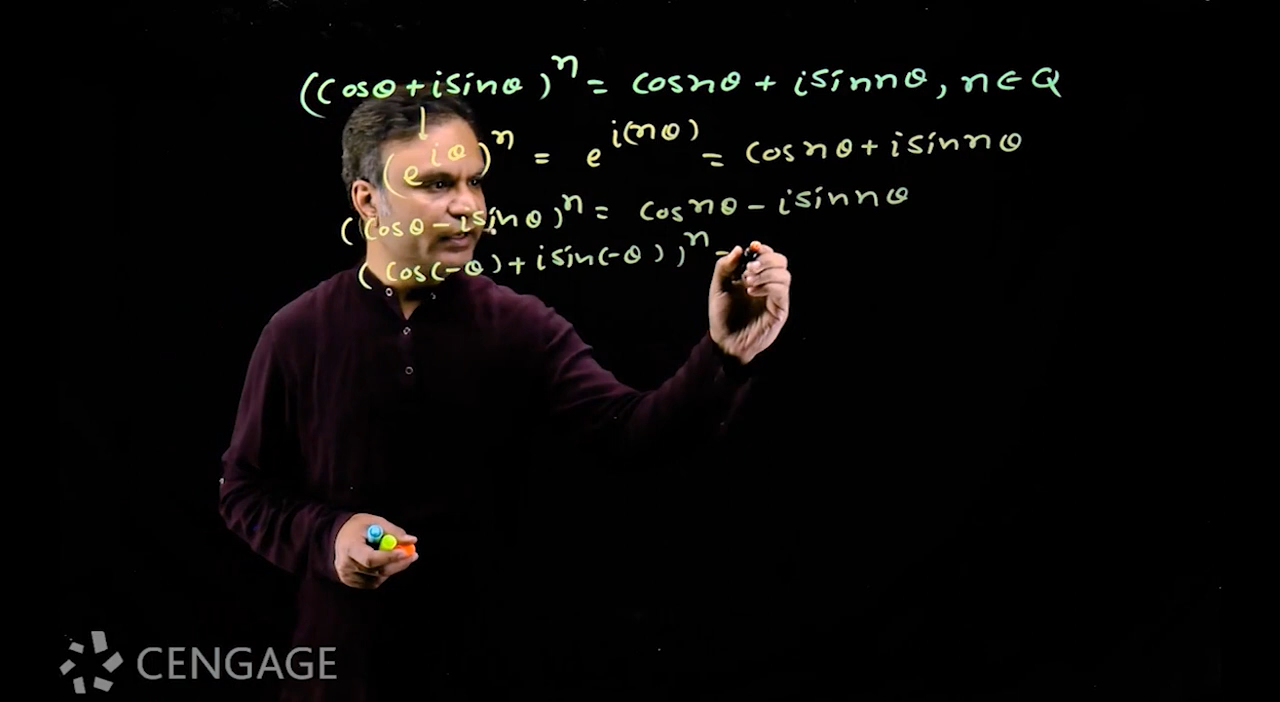 (cosθ + isinθ)ⁿ = cosnθ + isinnθ, n ∈ Q
(e^{iθ})ⁿ = e^{i(nθ)} = cosnθ + isinnθ
(cosθ − isinθ)ⁿ = cosnθ − isinnθ
(cos(−θ) + isin(−θ))ⁿ =
CENGAGE